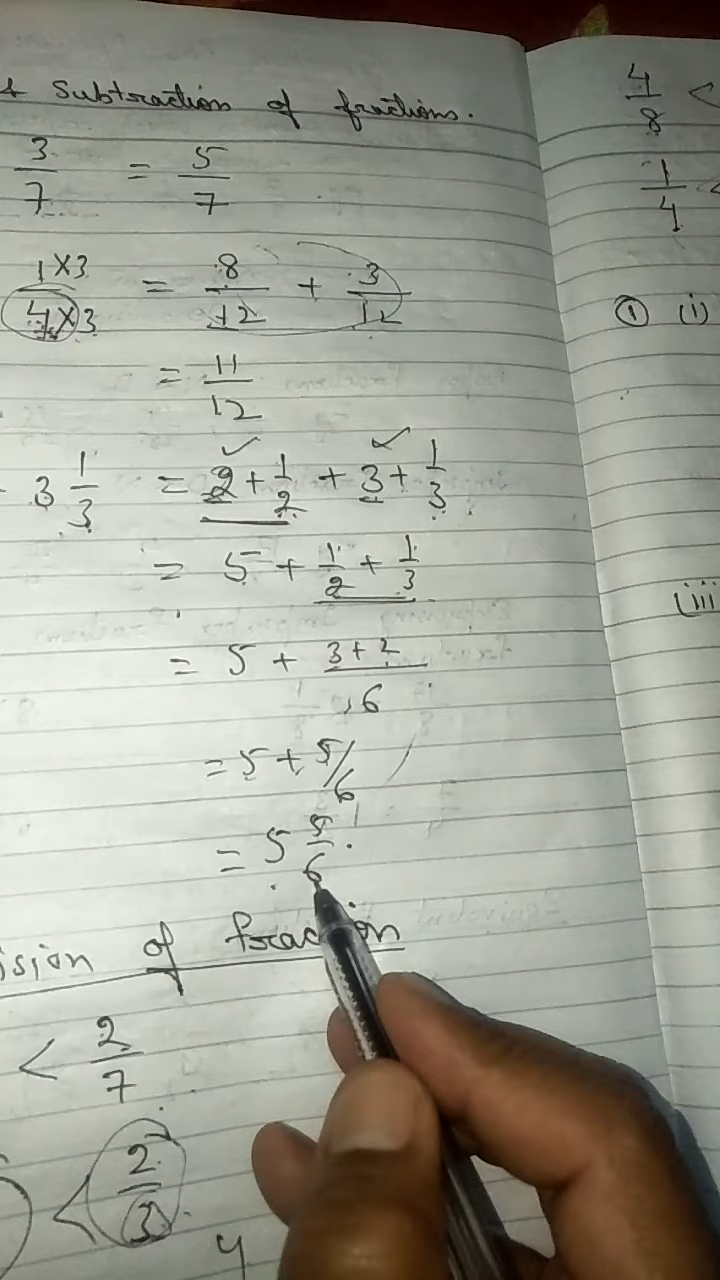 & Subtraction of fractions.
3/7 = 5/7
1×3/4×3 = 8/12 + 3/12
= 11/12
3 1/3 = 2 + 1/2 + 3 + 1/3
= 5 + 1/2 + 1/3
= 5 + 3+2/6
= 5 + 5/6
= 5 5/6
ision of fraction
< 2/7
< 2/3
4
4/8 <
1/4 <
① (i)
(iii